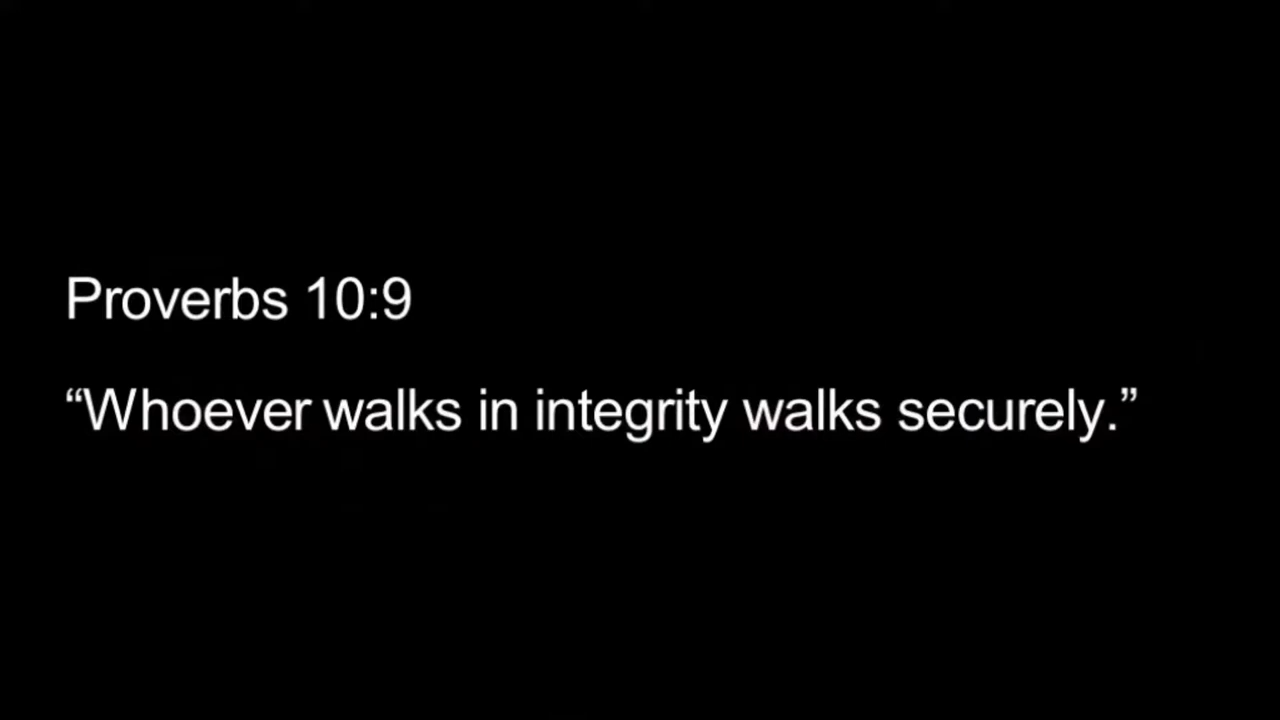 Proverbs 10:9
“Whoever walks in integrity walks securely.”